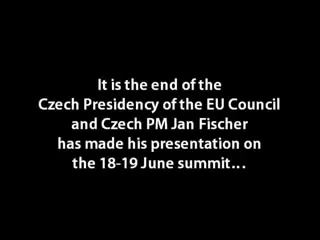 It is the end of the
Czech Presidency of the EU Council
and Czech PM Jan Fischer
has made his presentation on
the 18-19 June summit...